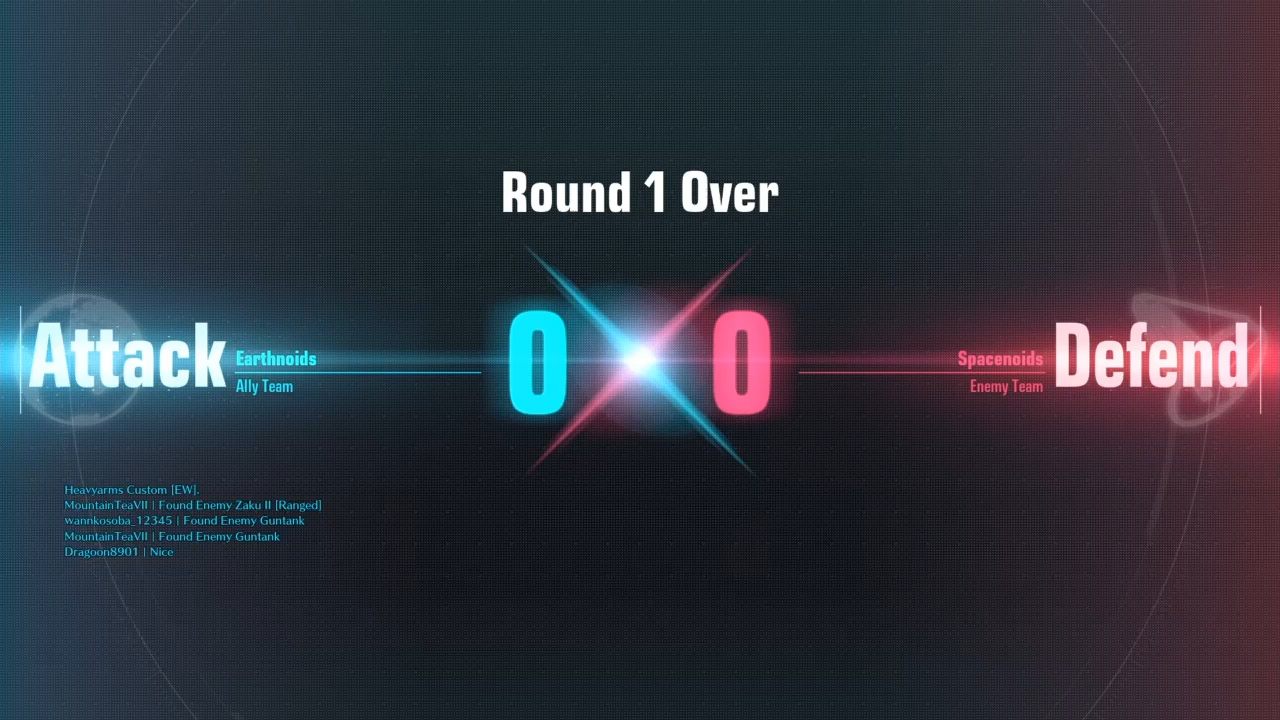 Round 1 Over
Attack
Earthnoids
Ally Team
0
0
Spacenoids
Enemy Team
Defend
Heavyarms Custom [EW].
MountainTeaVII | Found Enemy Zaku II [Ranged]
wannkosoba_12345 | Found Enemy Guntank
MountainTeaVII | Found Enemy Guntank
Dragoon8901 | Nice